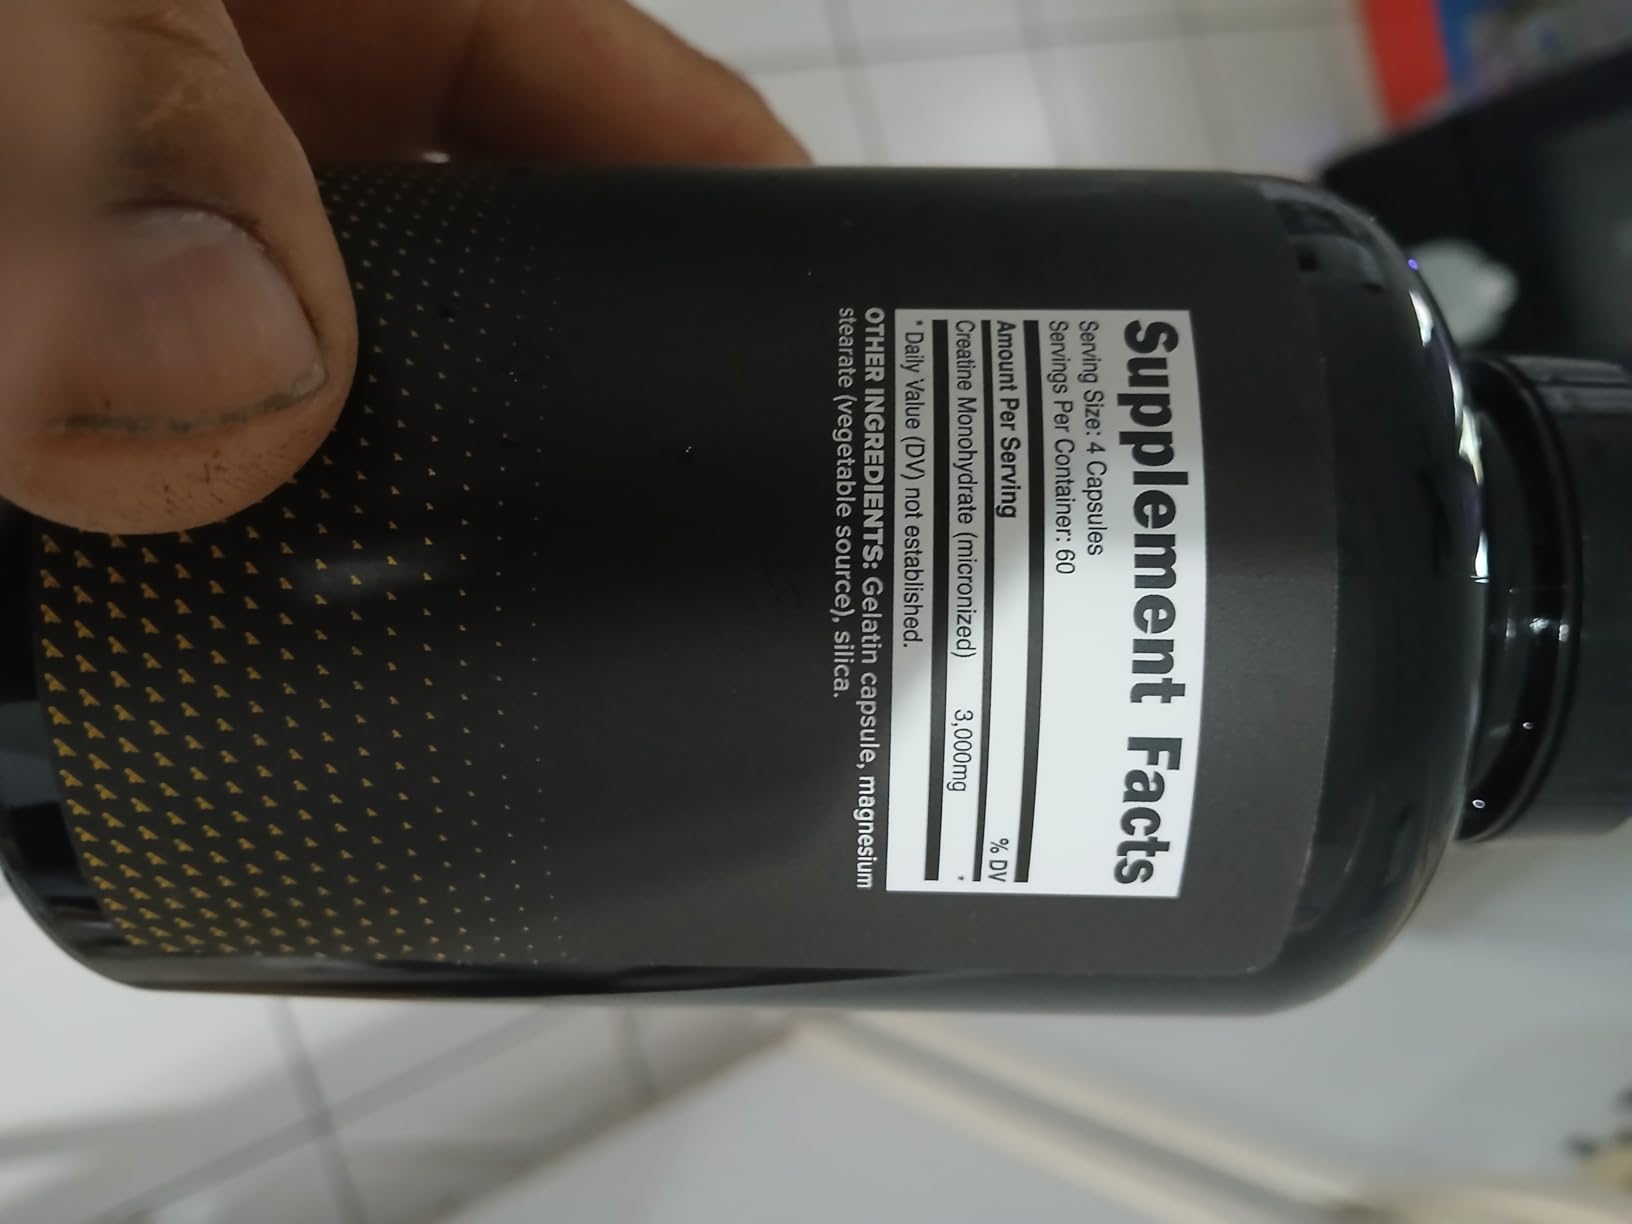 Supplement Facts
Serving Size: 4 Capsules
Servings Per Container: 60
Amount Per Serving % DV
Creatine Monohydrate (micronized) 3,000mg *
* Daily Value (DV) not established.
OTHER INGREDIENTS: Gelatin capsule, magnesium
stearate (vegetable source), silica.